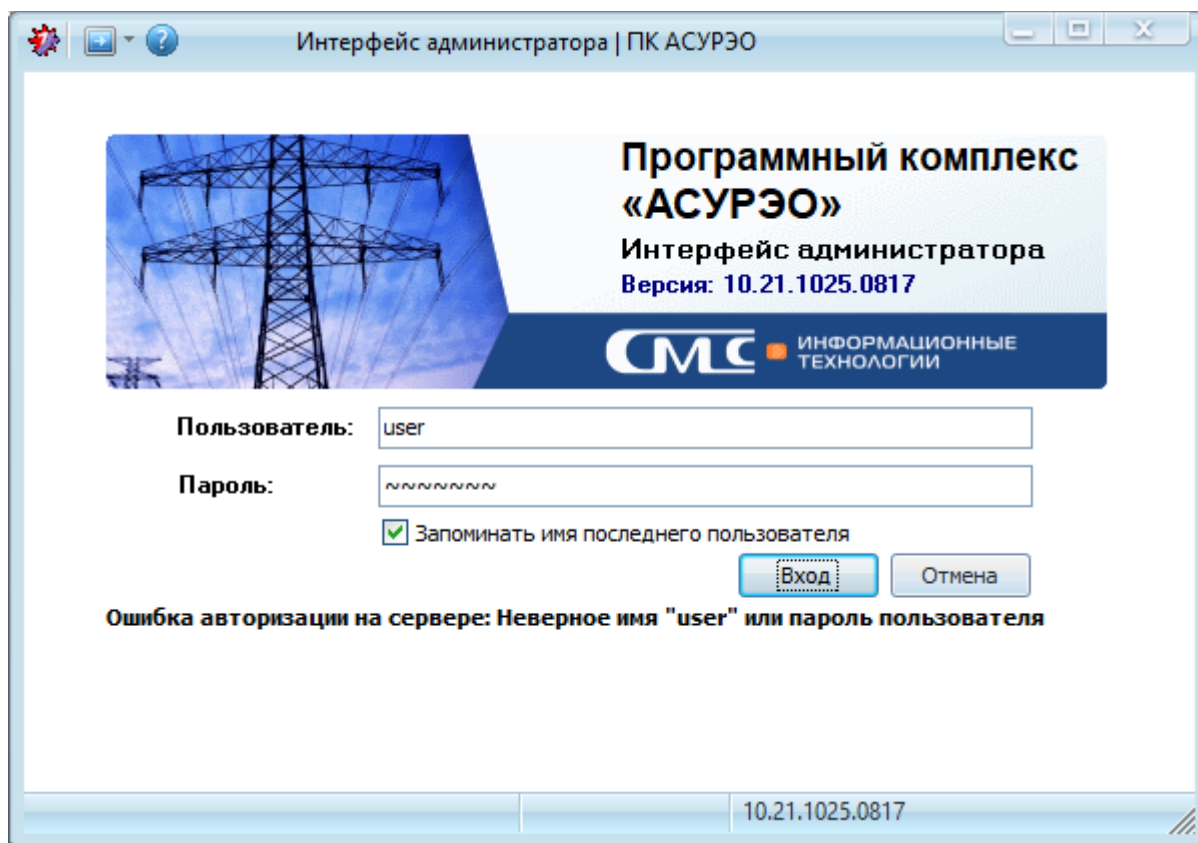 Интерфейс администратора | ПК АСУРЭО
Программный комплекс
«АСУРЭО»
Интерфейс администратора
Версия: 10.21.1025.0817
СМС ИНФОРМАЦИОННЫЕ
ТЕХНОЛОГИИ
Пользователь: user
Пароль: ~~~~~~~
Запоминать имя последнего пользователя
Вход Отмена
Ошибка авторизации на сервере: Неверное имя "user" или пароль пользователя
10.21.1025.0817